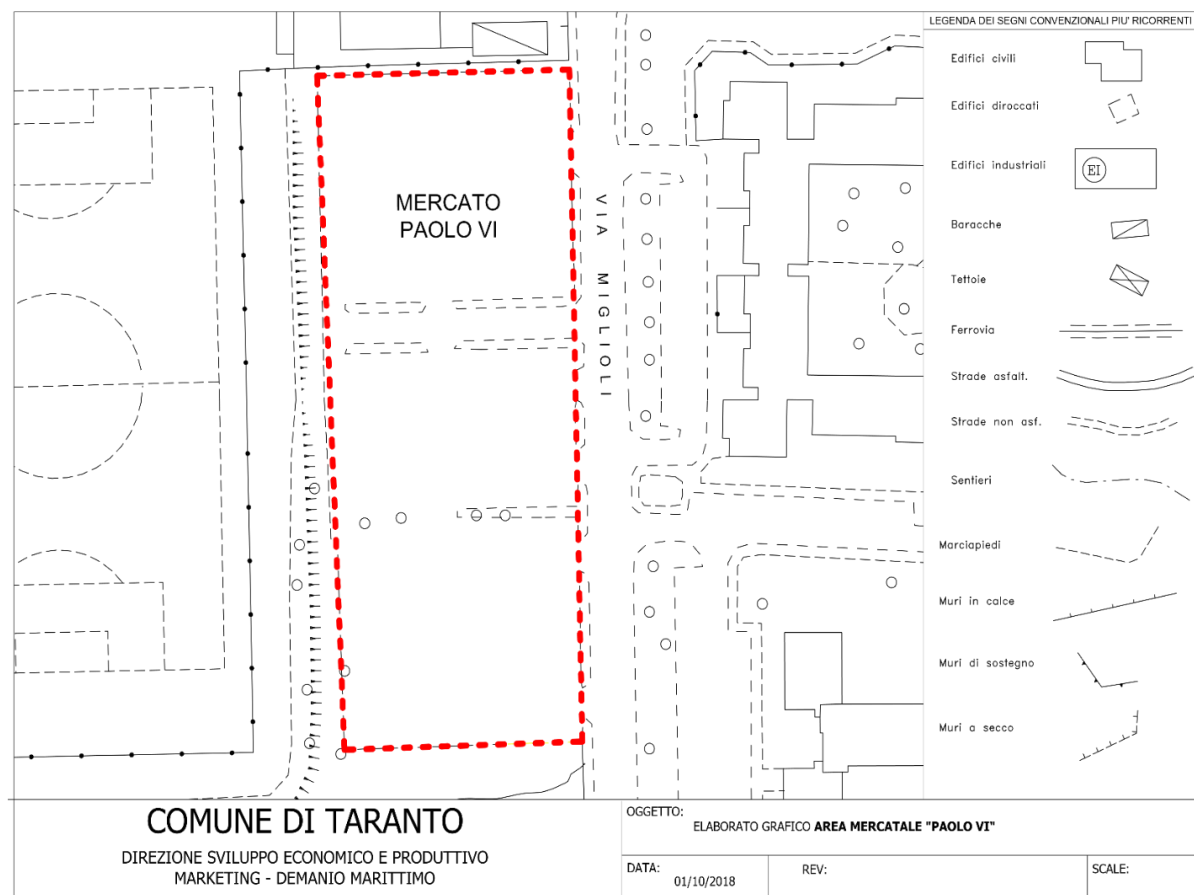 MERCATO
PAOLO VI
VIA MIGLIOLI
LEGENDA DEI SEGNI CONVENZIONALI PIU' RICORRENTI
Edifici civili
Edifici diroccati
Edifici industriali
EI
Baracche
Tettoie
Ferrovia
Strade asfalt.
Strade non asf.
Sentieri
Marciapiedi
Muri in calce
Muri di sostegno
Muri a secco
COMUNE DI TARANTO
DIREZIONE SVILUPPO ECONOMICO E PRODUTTIVO
MARKETING - DEMANIO MARITTIMO
OGGETTO:
ELABORATO GRAFICO AREA MERCATALE "PAOLO VI"
DATA:
01/10/2018
REV:
SCALE: